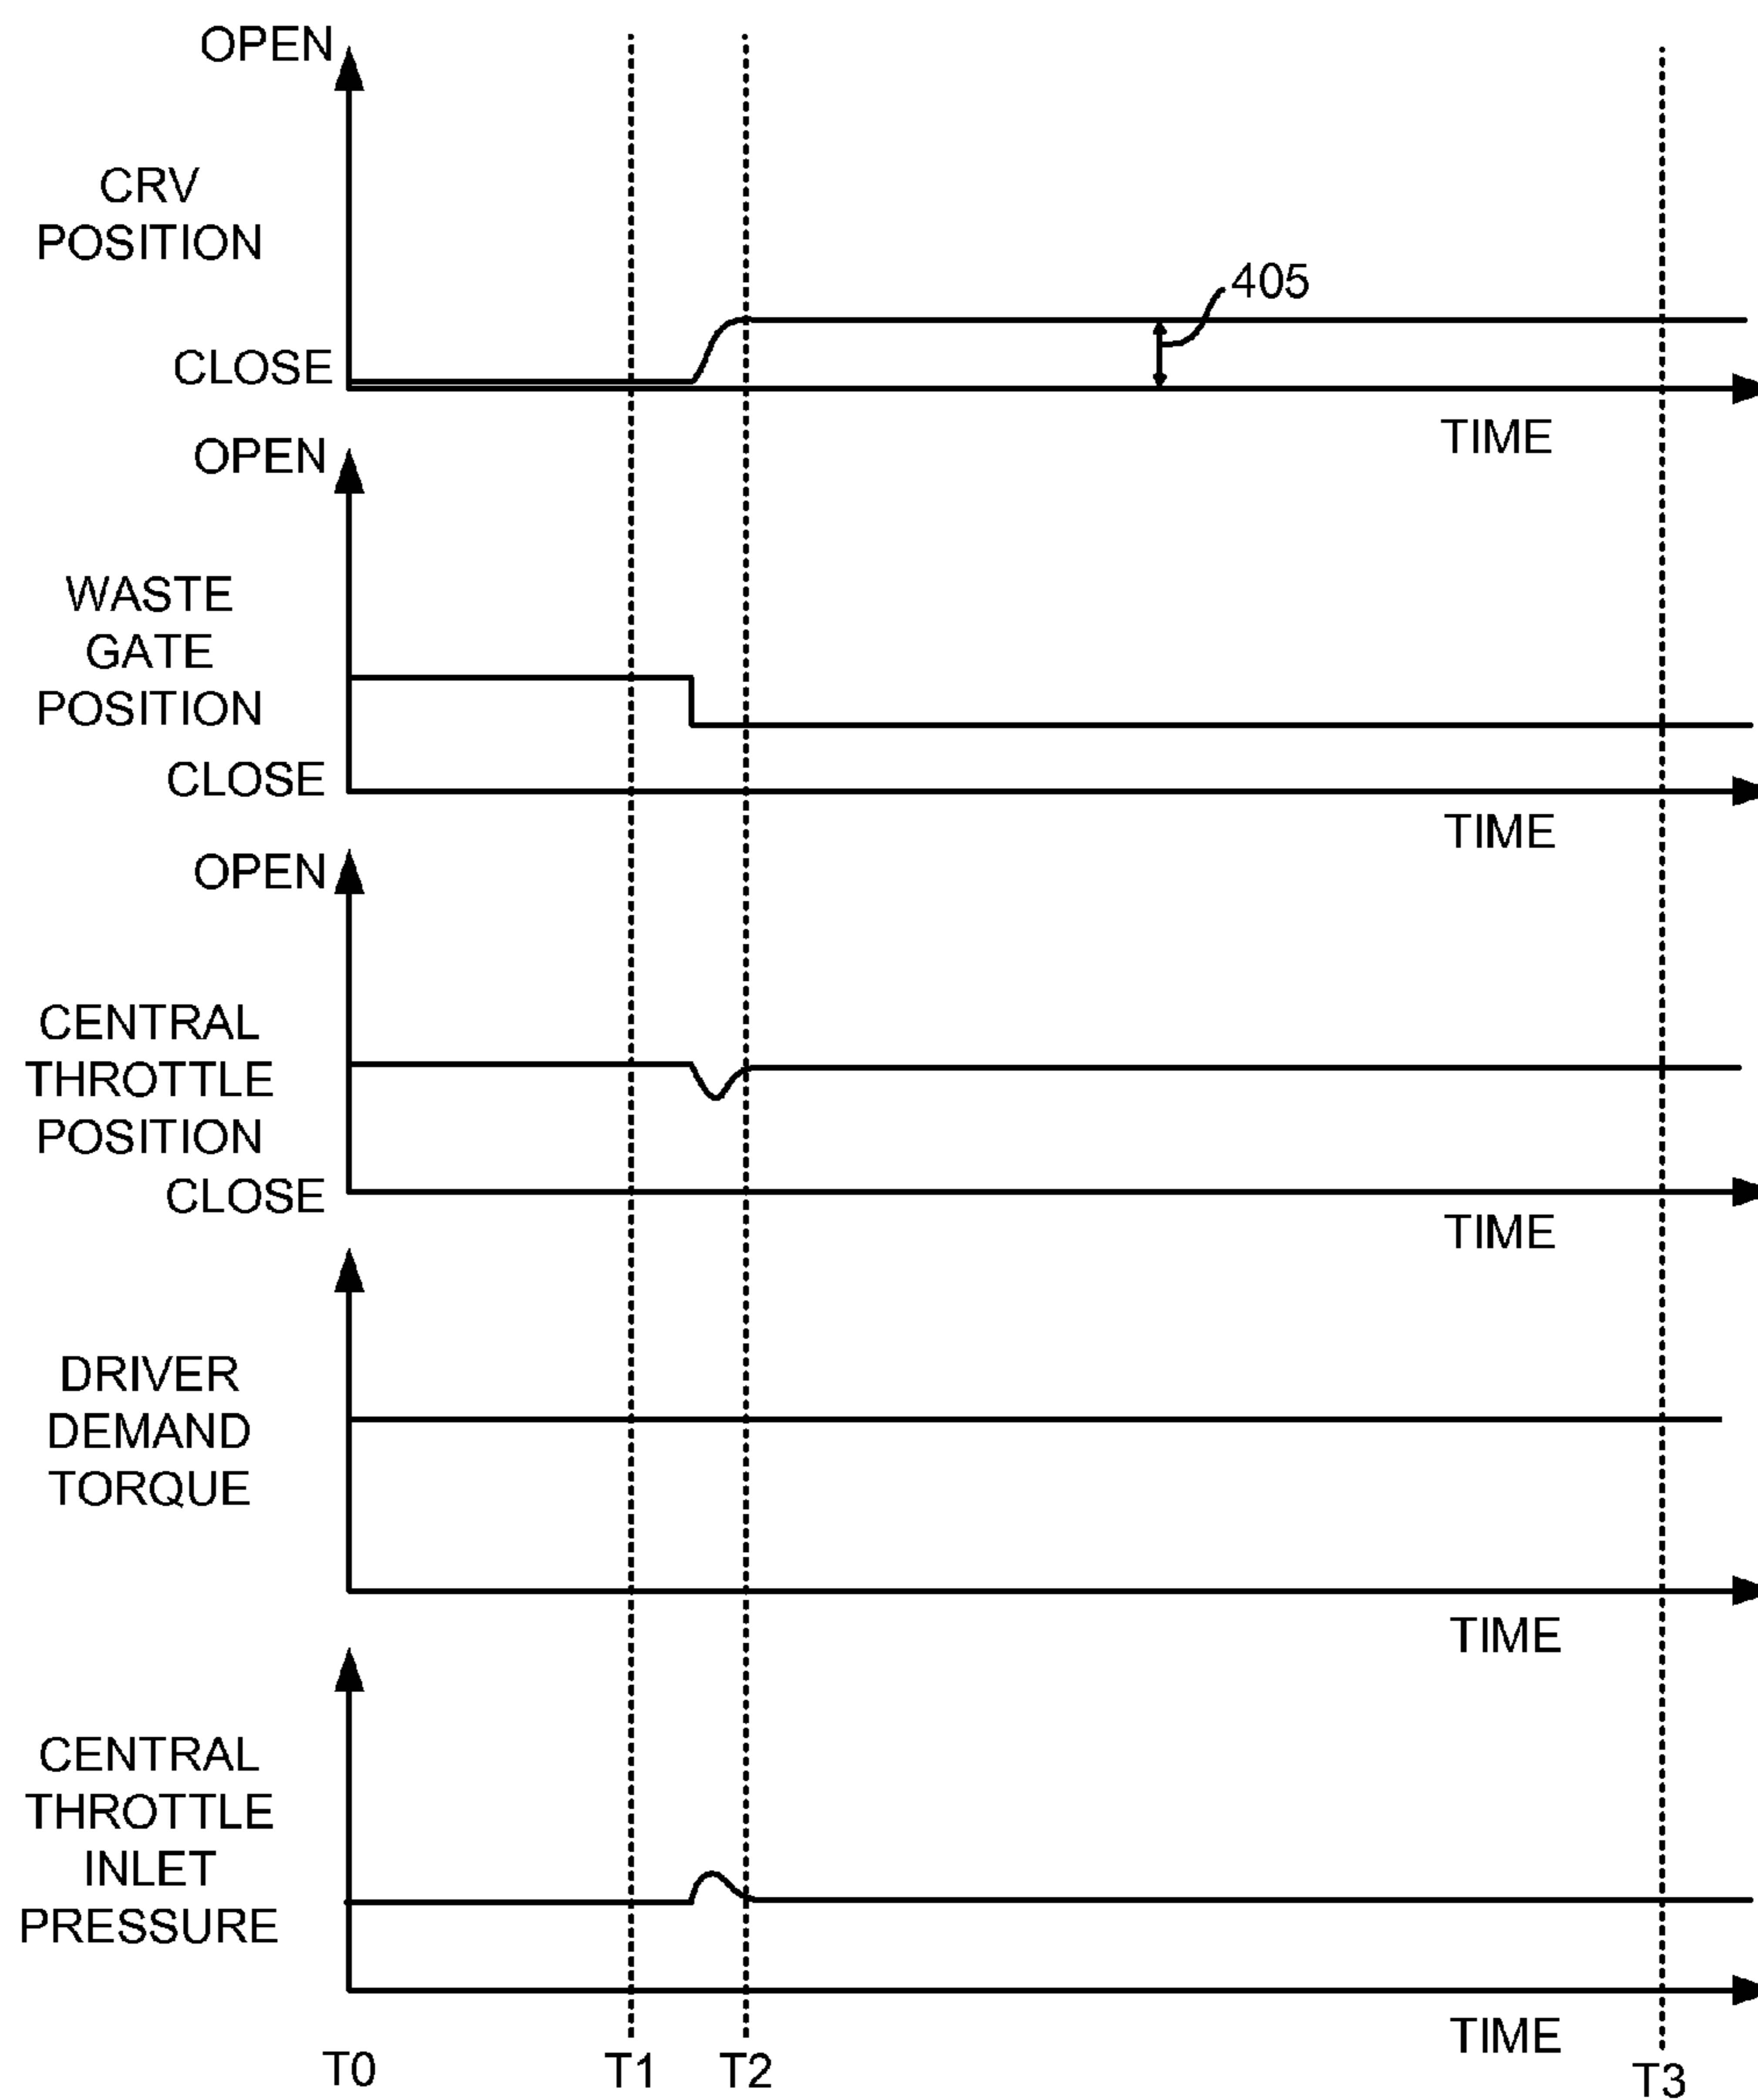 OPEN
CRV
POSITION
405
CLOSE
TIME
OPEN
WASTE
GATE
POSITION
CLOSE
TIME
OPEN
CENTRAL
THROTTLE
POSITION
CLOSE
TIME
DRIVER
DEMAND
TORQUE
TIME
CENTRAL
THROTTLE
INLET
PRESSURE
TIME
T0 T1 T2 T3